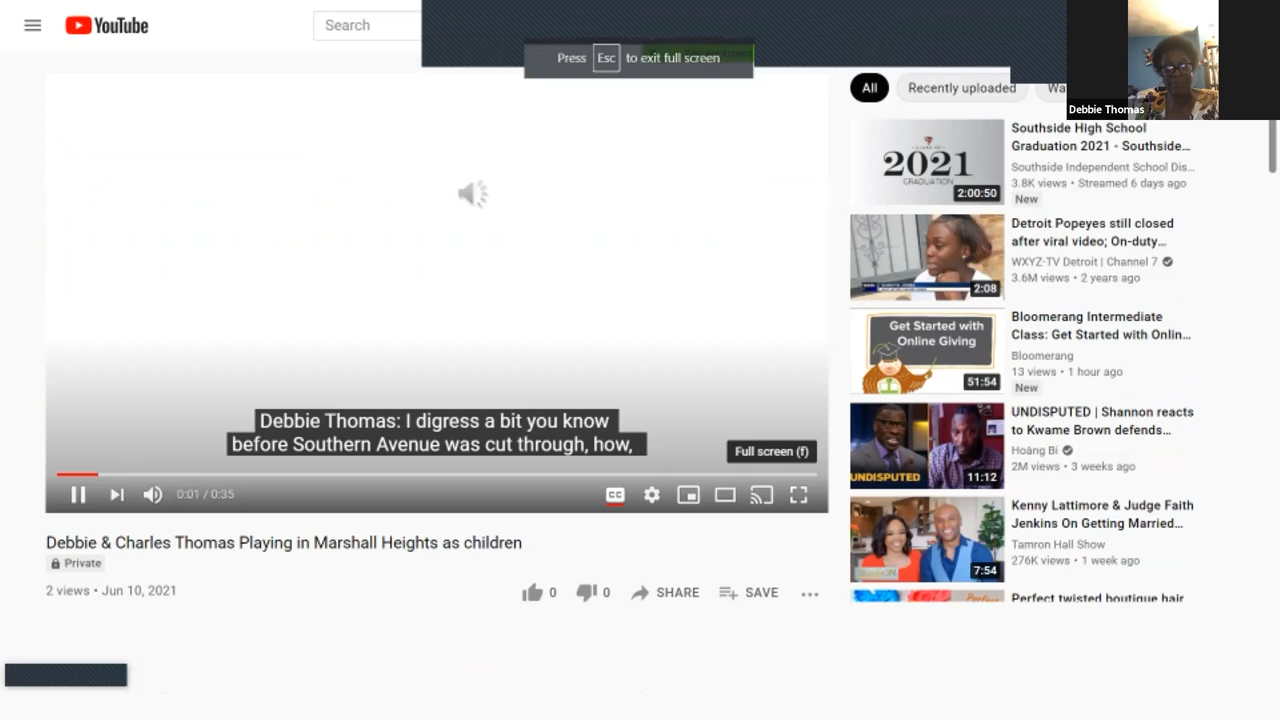 YouTube
Search
Press Esc to exit full screen
Debbie Thomas
All
Recently uploaded
Wa
Southside High School
Graduation 2021 - Southside...
Southside Independent School Dis...
3.8K views • Streamed 6 days ago
New
2021
GRADUATION
2:00:50
Detroit Popeyes still closed
after viral video; On-duty...
WXYZ-TV Detroit | Channel 7
3.6M views • 2 years ago
2:08
Get Started with
Online Giving
51:54
Bloomerang Intermediate
Class: Get Started with Onlin...
Bloomerang
13 views • 1 hour ago
New
UNDISPUTED
11:12
UNDISPUTED | Shannon reacts
to Kwame Brown defends...
Hoàng Bi
2M views • 3 weeks ago
7:54
Kenny Lattimore & Judge Faith
Jenkins On Getting Married...
Tamron Hall Show
276K views • 1 week ago
Perfect
Perfect twisted boutique hair
Debbie Thomas: I digress a bit you know
before Southern Avenue was cut through, how,
Full screen (f)
0:01 / 0:35
CC
Debbie & Charles Thomas Playing in Marshall Heights as children
Private
2 views • Jun 10, 2021
0
0
SHARE
SAVE